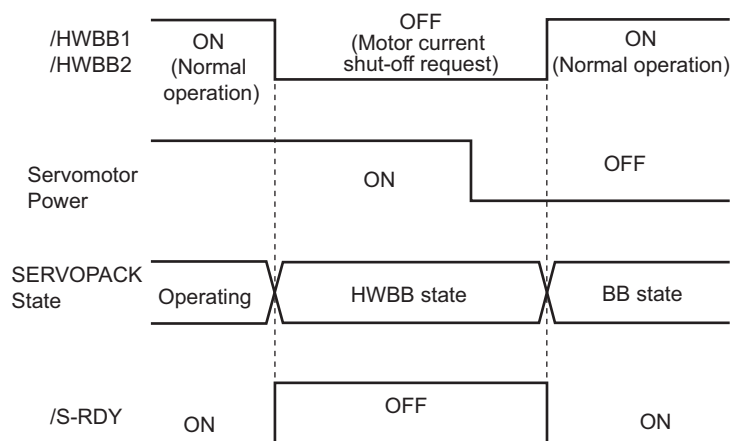 /HWBB1
/HWBB2
ON
(Normal
operation)
OFF
(Motor current
shut-off request)
ON
(Normal operation)
Servomotor
Power
ON
OFF
SERVOPACK
State
Operating
HWBB state
BB state
/S-RDY
ON
OFF
ON